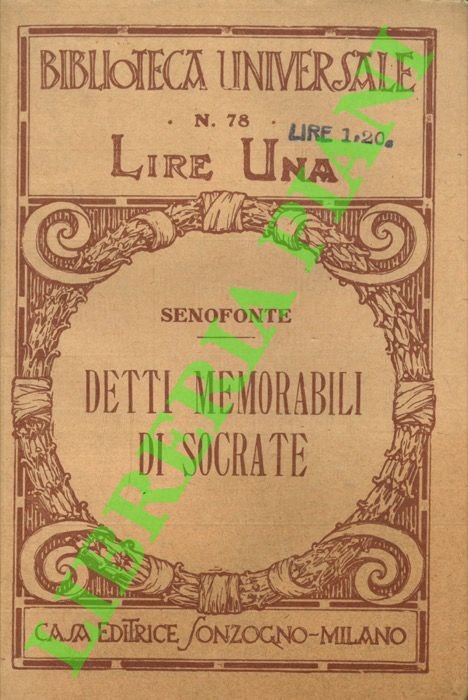 BIBLIOTECA UNIVERSALE
· N. 78 ·
LIRE 1.20.
LIRE UNA
SENOFONTE
DETTI MEMORABILI
DI SOCRATE
CASA EDITRICE SONZOGNO-MILANO
LIBRERIA PIANI